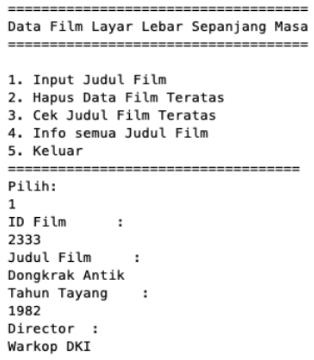 ====================================
Data Film Layar Lebar Sepanjang Masa
====================================
1. Input Judul Film
2. Hapus Data Film Teratas
3. Cek Judul Film Teratas
4. Info semua Judul Film
5. Keluar
===================================
Pilih:
1
ID Film      :
2333
Judul Film     :
Dongkrak Antik
Tahun Tayang    :
1982
Director  :
Warkop DKI